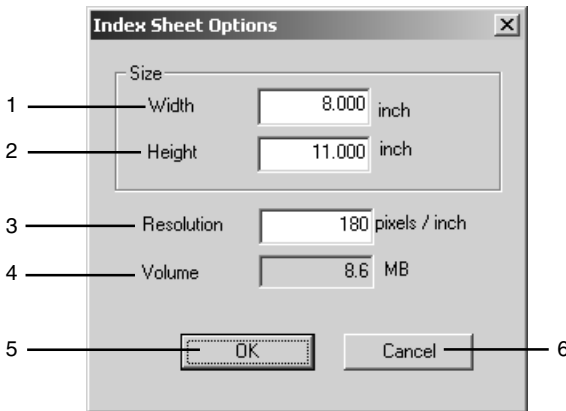 Index Sheet Options
Size
1 Width 8.000 inch
2 Height 11.000 inch
3 Resolution 180 pixels / inch
4 Volume 8.6 MB
5 OK Cancel 6